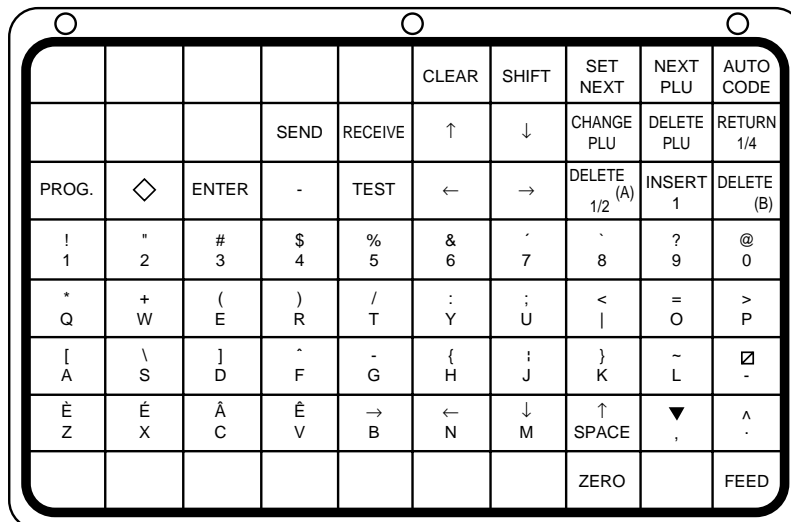 CLEAR SHIFT SET NEXT NEXT PLU AUTO CODE
SEND RECEIVE ↑ ↓ CHANGE PLU DELETE PLU RETURN 1/4
PROG. ◇ ENTER - TEST ← → DELETE (A) 1/2 INSERT 1 DELETE (B)
! " # $ % & ´ ` ? @
1 2 3 4 5 6 7 8 9 0
* + ( ) / : ; < = >
Q W E R T Y U | O P
[ \ ] ˆ - { ¦ } ~ ⍁
A S D F G H J K L -
È É Â Ê → ← ↓ ↑ ▼ ʌ
Z X C V B N M SPACE , .
ZERO FEED